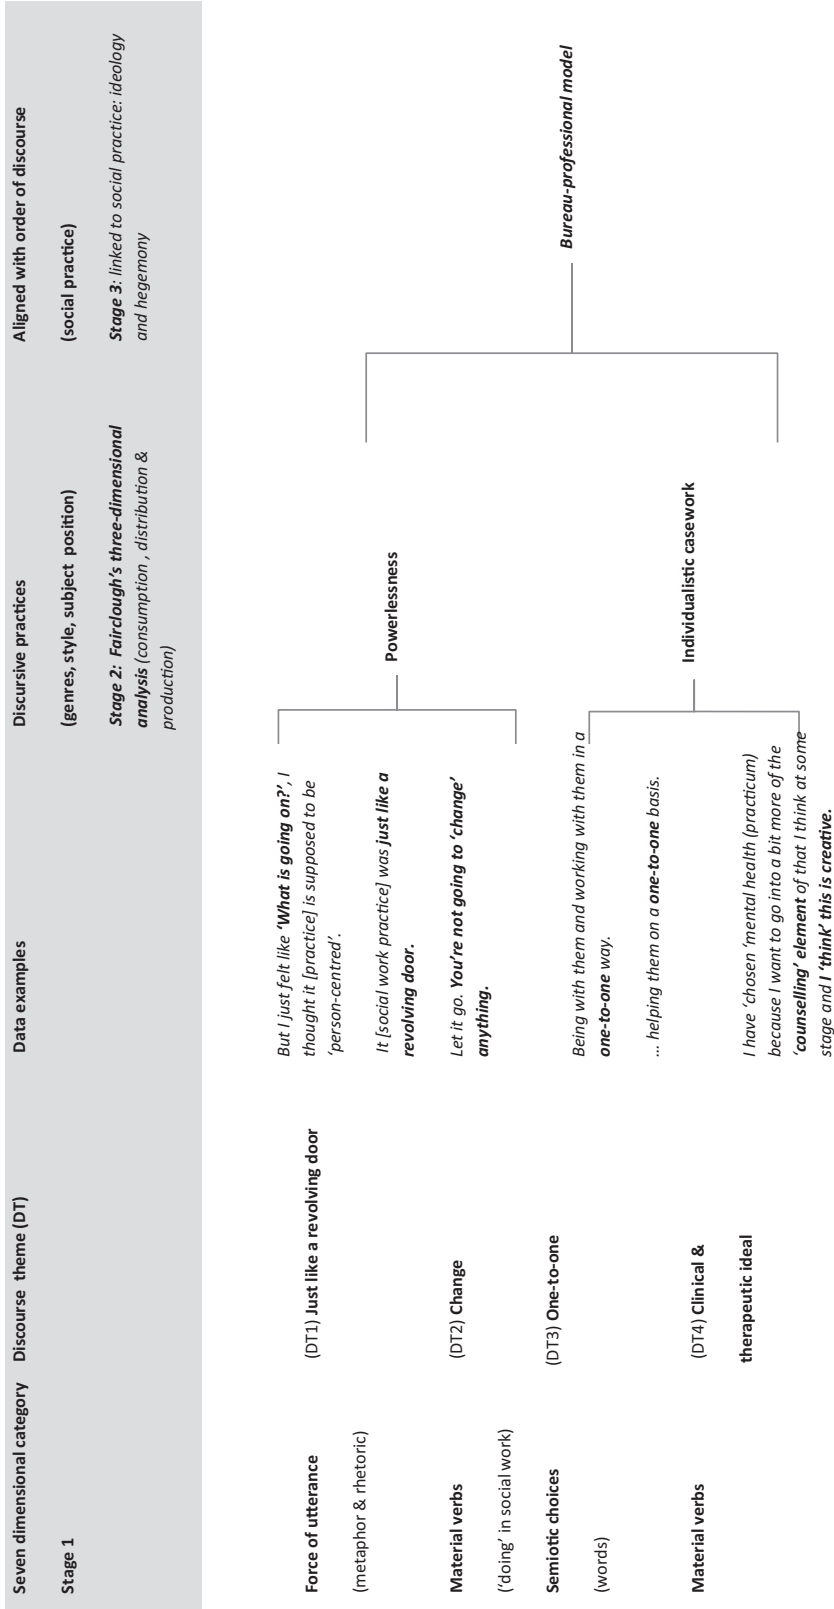 Seven dimensional category
Stage 1
Discourse theme (DT)
Data examples
Discursive practices
(genres, style, subject position)
Stage 2: Fairclough's three-dimensional
analysis (consumption , distribution &
production)
Aligned with order of discourse
(social practice)
Stage 3: linked to social practice: ideology
and hegemony
Force of utterance
(metaphor & rhetoric)
(DT1) Just like a revolving door
But I just felt like ‘What is going on?’, I
thought it [practice] is supposed to be
‘person-centred’.
It [social work practice] was just like a
revolving door.
Material verbs
(‘doing’ in social work)
(DT2) Change
Let it go. You’re not going to ‘change’
anything.
Powerlessness
Semiotic choices
(words)
(DT3) One-to-one
Being with them and working with them in a
one-to-one way.
... helping them on a one-to-one basis.
Material verbs
(DT4) Clinical &
therapeutic ideal
I have ‘chosen ‘mental health (practicum)
because I want to go into a bit more of the
‘counselling’ element of that I think at some
stage and I ‘think’ this is creative.
Individualistic casework
Bureau-professional model